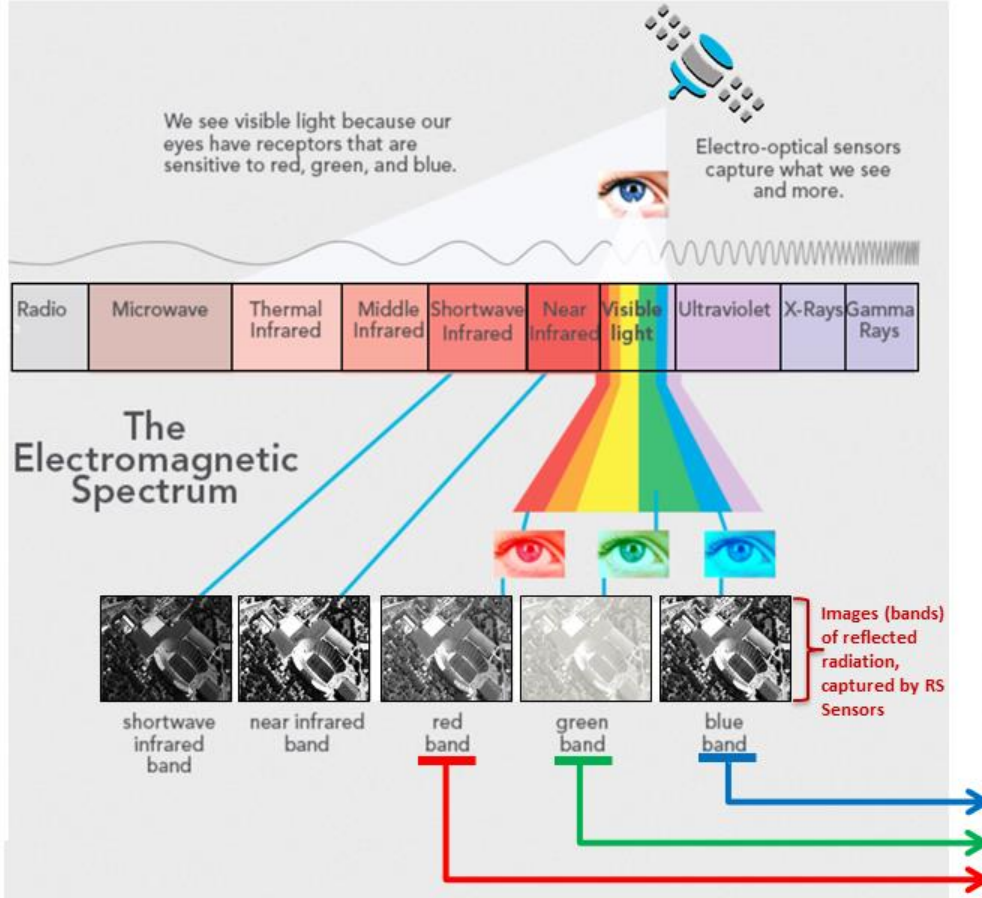 We see visible light because our
eyes have receptors that are
sensitive to red, green, and blue.
Electro-optical sensors
capture what we see
and more.
Radio
Microwave
Thermal
Infrared
Middle
Infrared
Shortwave
Infrared
Near
Infrared
Visible
light
Ultraviolet
X-Rays
Gamma
Rays
The
Electromagnetic
Spectrum
Images (bands)
of reflected
radiation,
captured by RS
Sensors
shortwave
infrared
band
near infrared
band
red
band
green
band
blue
band